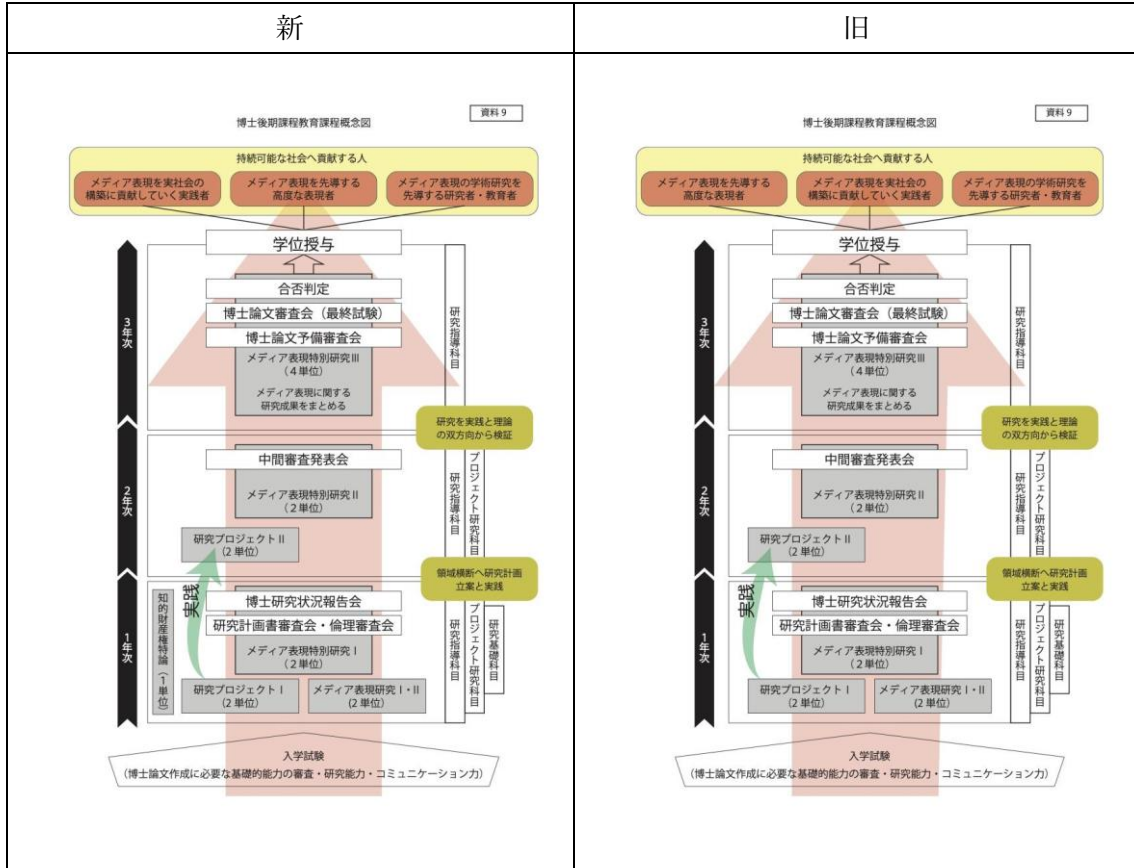 新
旧
資料 9
博士後期課程教育課程概念図
持続可能な社会へ貢献する人
メディア表現を実社会の
構築に貢献していく実践者
メディア表現を先導する
高度な表現者
メディア表現の学術研究を
先導する研究者・教育者
学位授与
合否判定
博士論文審査会（最終試験）
博士論文予備審査会
メディア表現特別研究Ⅲ
（4単位）
メディア表現に関する
研究成果をまとめる
3年次
研究指導科目
研究を実践と理論
の双方向から検証
中間審査発表会
メディア表現特別研究Ⅱ
（2単位）
研究プロジェクトⅡ
（2単位）
2年次
研究指導科目
プロジェクト研究科目
領域横断へ研究計画
立案と実践
実践
知的財産権特論（1単位）
博士研究状況報告会
研究計画書審査会・倫理審査会
メディア表現特別研究Ⅰ
（2単位）
研究プロジェクトⅠ
（2単位）
メディア表現研究Ⅰ・Ⅱ
（2単位）
1年次
研究指導科目
プロジェクト研究科目
研究基礎科目
入学試験
（博士論文作成に必要な基礎的能力の審査・研究能力・コミュニケーション力）
資料 9
博士後期課程教育課程概念図
持続可能な社会へ貢献する人
メディア表現を先導する
高度な表現者
メディア表現を実社会の
構築に貢献していく実践者
メディア表現の学術研究を
先導する研究者・教育者
学位授与
合否判定
博士論文審査会（最終試験）
博士論文予備審査会
メディア表現特別研究Ⅲ
（4単位）
メディア表現に関する
研究成果をまとめる
3年次
研究指導科目
研究を実践と理論
の双方向から検証
中間審査発表会
メディア表現特別研究Ⅱ
（2単位）
研究プロジェクトⅡ
（2単位）
2年次
研究指導科目
プロジェクト研究科目
領域横断へ研究計画
立案と実践
実践
博士研究状況報告会
研究計画書審査会・倫理審査会
メディア表現特別研究Ⅰ
（2単位）
研究プロジェクトⅠ
（2単位）
メディア表現研究Ⅰ・Ⅱ
（2単位）
1年次
研究指導科目
プロジェクト研究科目
研究基礎科目
入学試験
（博士論文作成に必要な基礎的能力の審査・研究能力・コミュニケーション力）